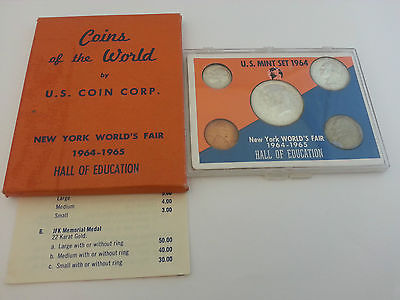 Coins
of the World
by
U.S. COIN CORP.
NEW YORK WORLD'S FAIR
1964-1965
HALL OF EDUCATION
U.S. MINT SET 1964
New York WORLD'S FAIR
1964-1965
HALL OF EDUCATION
Large
Medium 4.00
Small 3.00
8. JFK Memorial Medal
22 Karat Gold.
a. Large with or without ring 50.00
b. Medium with or without ring 40.00
c. Small with or without ring 30.00